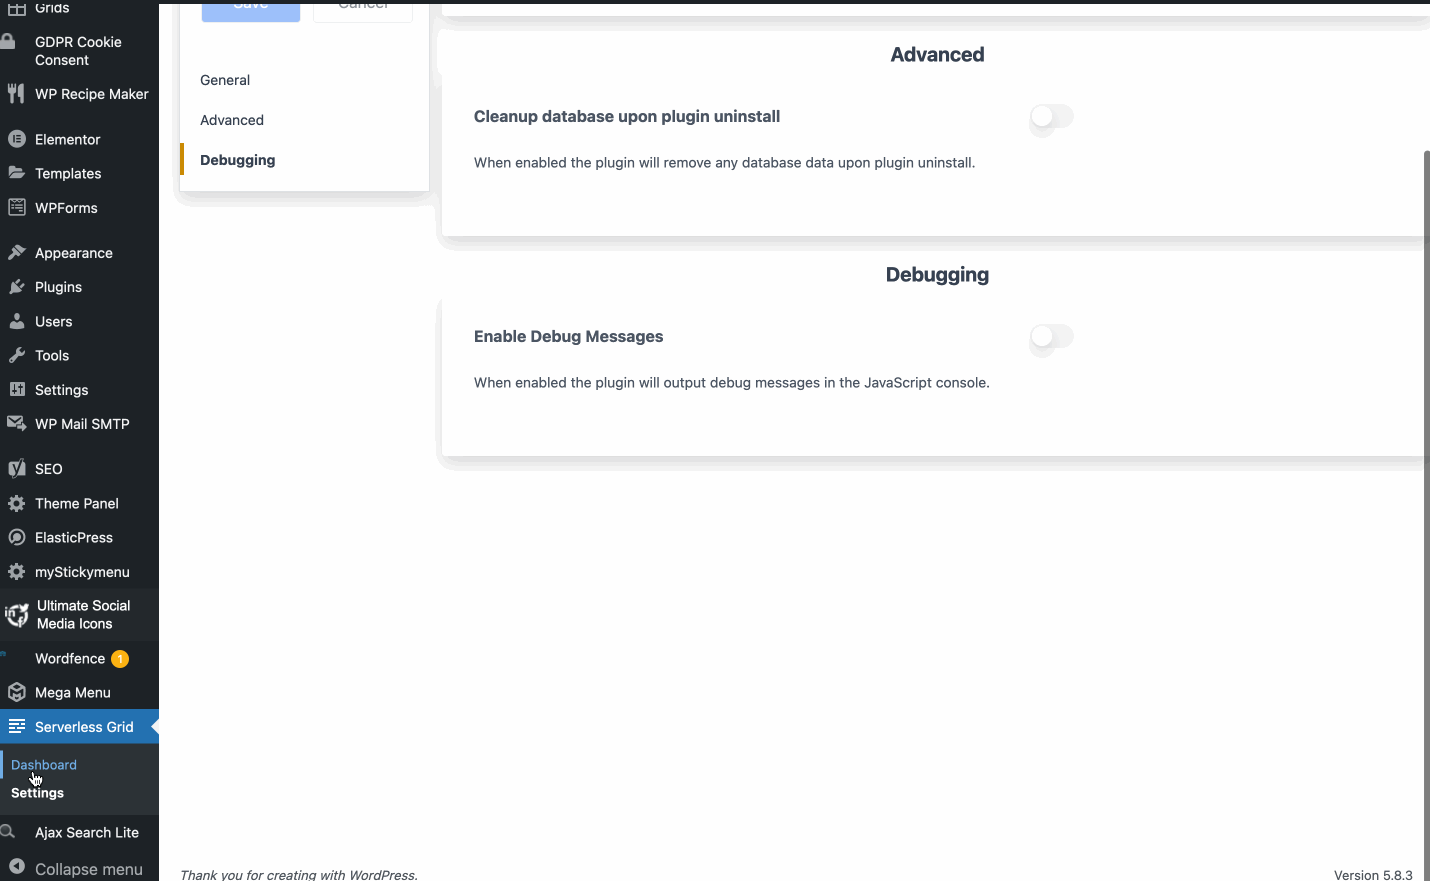 Grids
GDPR Cookie
Consent
WP Recipe Maker
Elementor
Templates
WPForms
Appearance
Plugins
Users
Tools
Settings
WP Mail SMTP
SEO
Theme Panel
ElasticPress
myStickymenu
Ultimate Social
Media Icons
Wordfence 1
Mega Menu
Serverless Grid
Dashboard
Settings
Ajax Search Lite
Collapse menu
Save Cancel
General
Advanced
Debugging
Advanced
Cleanup database upon plugin uninstall
When enabled the plugin will remove any database data upon plugin uninstall.
Debugging
Enable Debug Messages
When enabled the plugin will output debug messages in the JavaScript console.
Thank you for creating with WordPress.
Version 5.8.3